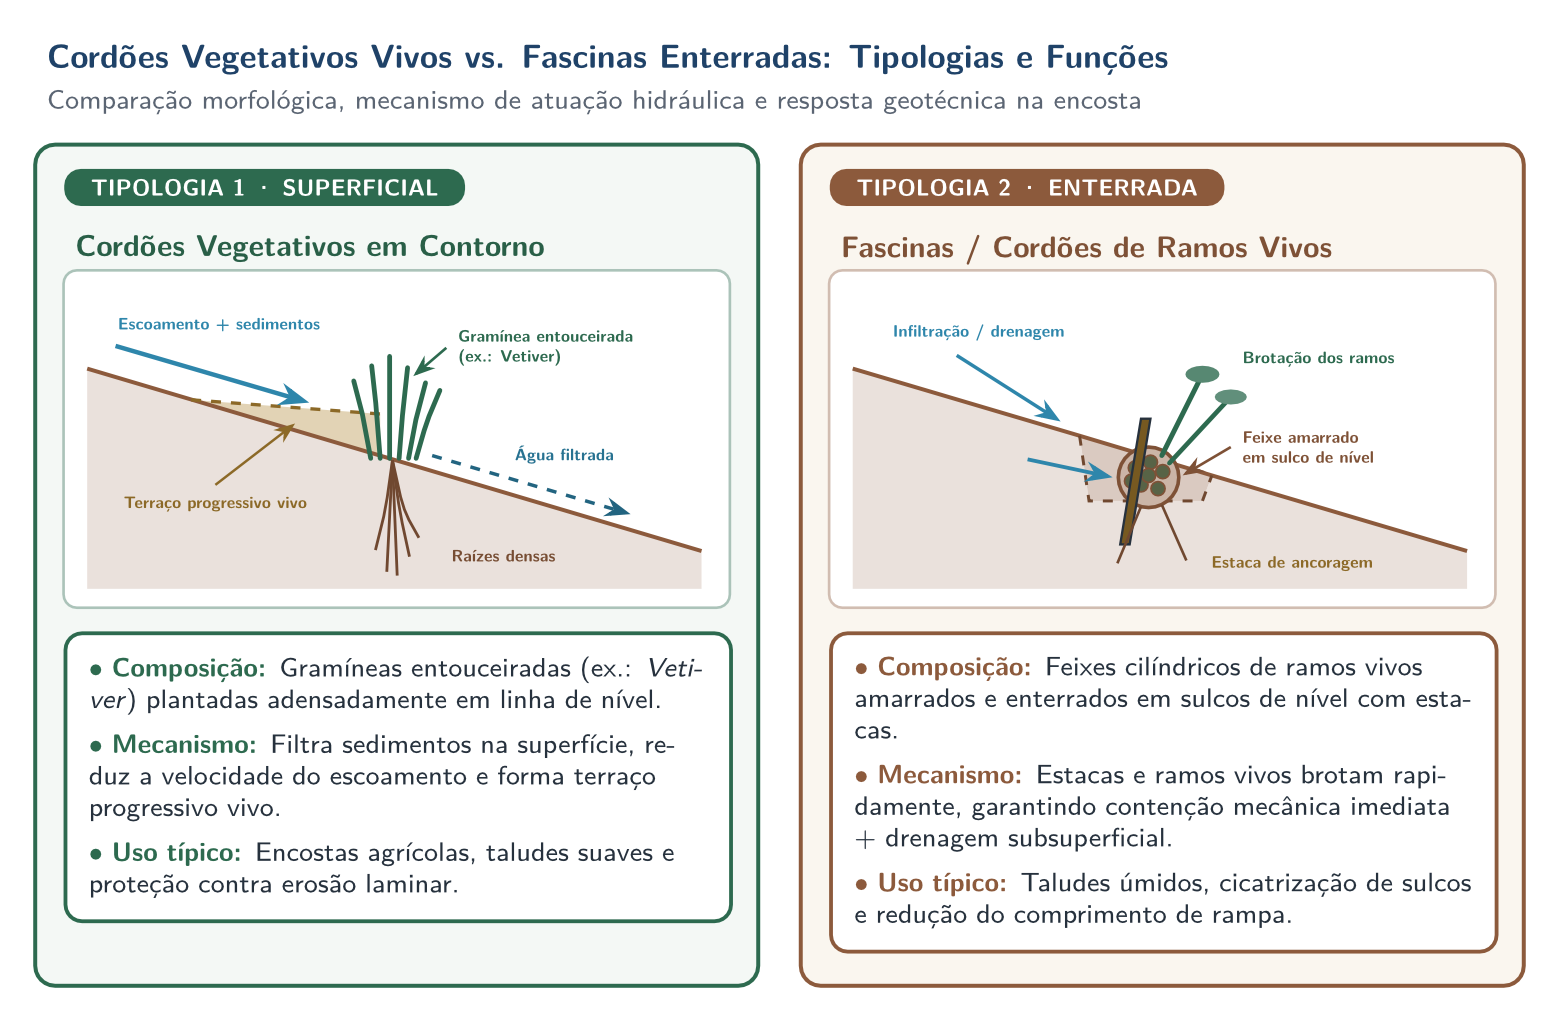 Cordões Vegetativos Vivos vs. Fascinas Enterradas: Tipologias e Funções
Comparação morfológica, mecanismo de atuação hidráulica e resposta geotécnica na encosta
TIPOLOGIA 1 · SUPERFICIAL
Cordões Vegetativos em Contorno
Escoamento + sedimentos
Gramínea entouceirada
(ex.: Vetiver)
Água filtrada
Terraço progressivo vivo
Raízes densas
• Composição: Gramíneas entouceiradas (ex.: Veti-
ver) plantadas adensadamente em linha de nível.
• Mecanismo: Filtra sedimentos na superfície, re-
duz a velocidade do escoamento e forma terraço
progressivo vivo.
• Uso típico: Encostas agrícolas, taludes suaves e
proteção contra erosão laminar.
TIPOLOGIA 2 · ENTERRADA
Fascinas / Cordões de Ramos Vivos
Infiltração / drenagem
Brotação dos ramos
Feixe amarrado
em sulco de nível
Estaca de ancoragem
• Composição: Feixes cilíndricos de ramos vivos
amarrados e enterrados em sulcos de nível com esta-
cas.
• Mecanismo: Estacas e ramos vivos brotam rapi-
damente, garantindo contenção mecânica imediata
+ drenagem subsuperficial.
• Uso típico: Taludes úmidos, cicatrização de sulcos
e redução do comprimento de rampa.